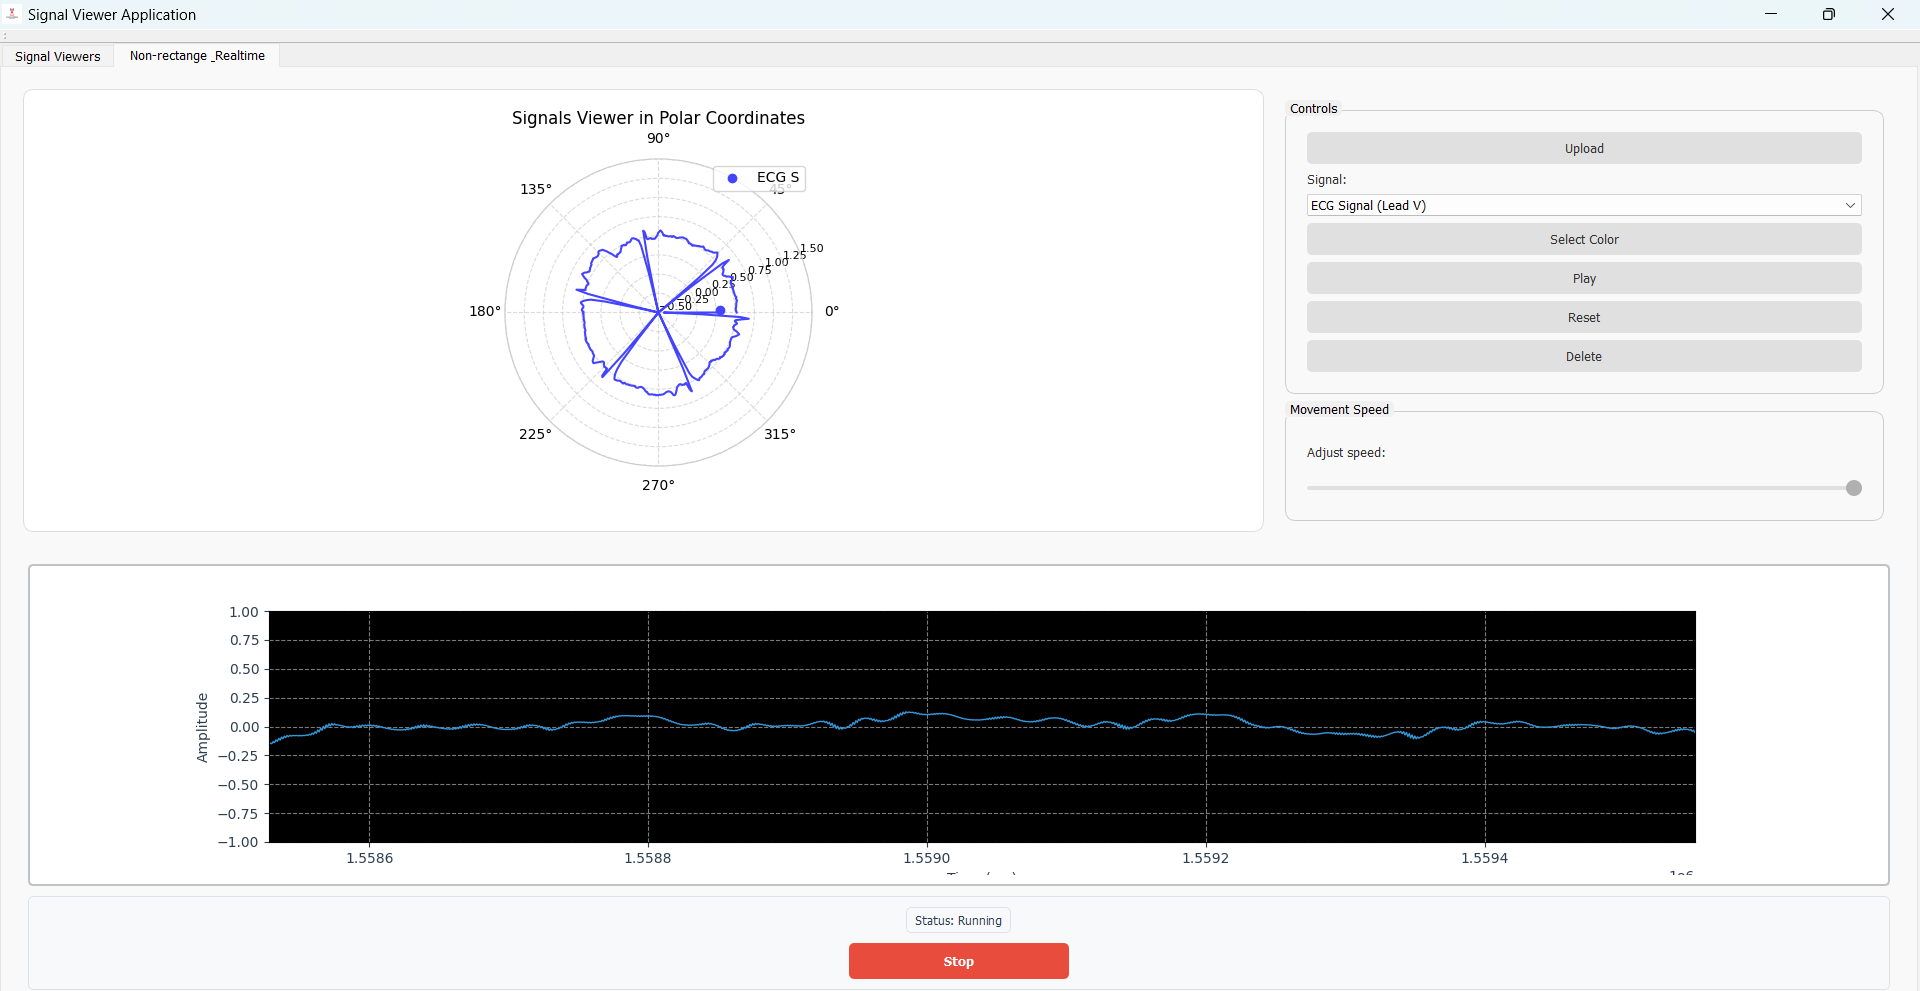 Signal Viewer Application
Signal Viewers
Non-rectange _Realtime
Signals Viewer in Polar Coordinates
90°
ECG S
45°
135°
1.50
1.25
1.00
0.75
0.50
0.25
0.00
−0.25
−0.50
180°
0°
225°
315°
270°
Controls
Upload
Signal:
ECG Signal (Lead V)
Select Color
Play
Reset
Delete
Movement Speed
Adjust speed:
Amplitude
1.00
0.75
0.50
0.25
0.00
−0.25
−0.50
−0.75
−1.00
1.5586
1.5588
1.5590
1.5592
1.5594
Status: Running
Stop